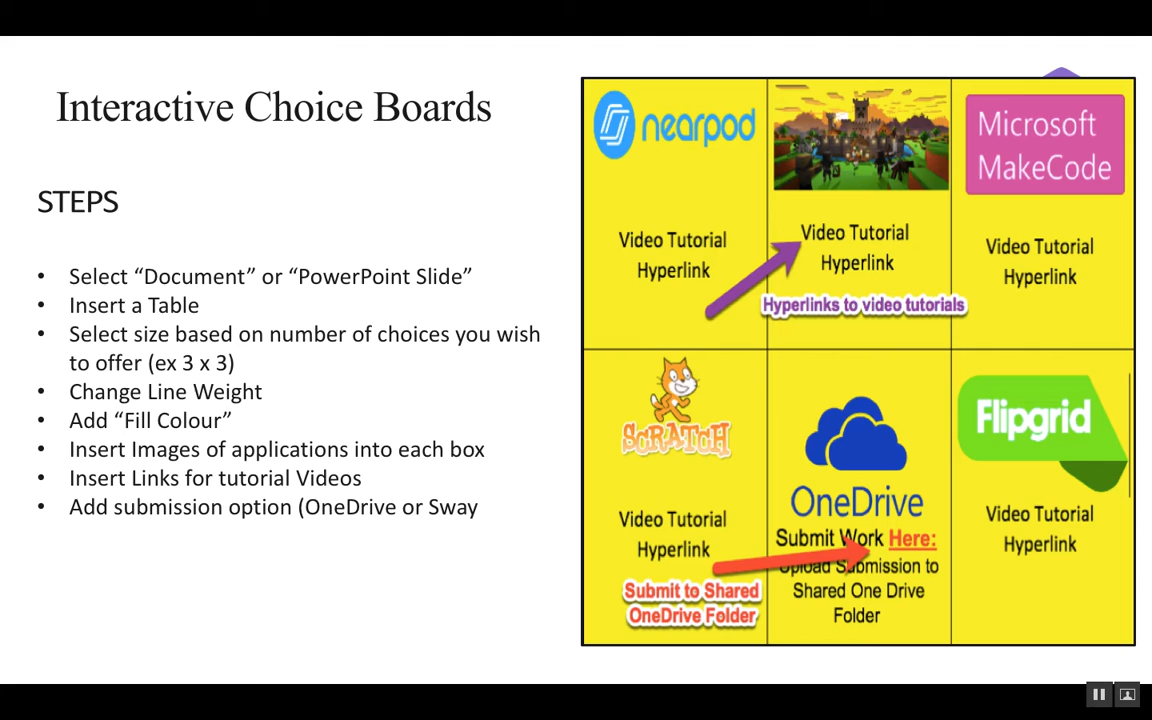 Interactive Choice Boards
STEPS
• Select “Document” or “PowerPoint Slide”
• Insert a Table
• Select size based on number of choices you wish
to offer (ex 3 x 3)
• Change Line Weight
• Add “Fill Colour”
• Insert Images of applications into each box
• Insert Links for tutorial Videos
• Add submission option (OneDrive or Sway
nearpod
Video Tutorial
Hyperlink
Video Tutorial
Hyperlink
Hyperlinks to video tutorials
Microsoft
MakeCode
Video Tutorial
Hyperlink
SCRATCH
Video Tutorial
Hyperlink
Submit to Shared
OneDrive Folder
OneDrive
Submit Work Here:
Upload Submission to
Shared One Drive
Folder
Flipgrid
Video Tutorial
Hyperlink